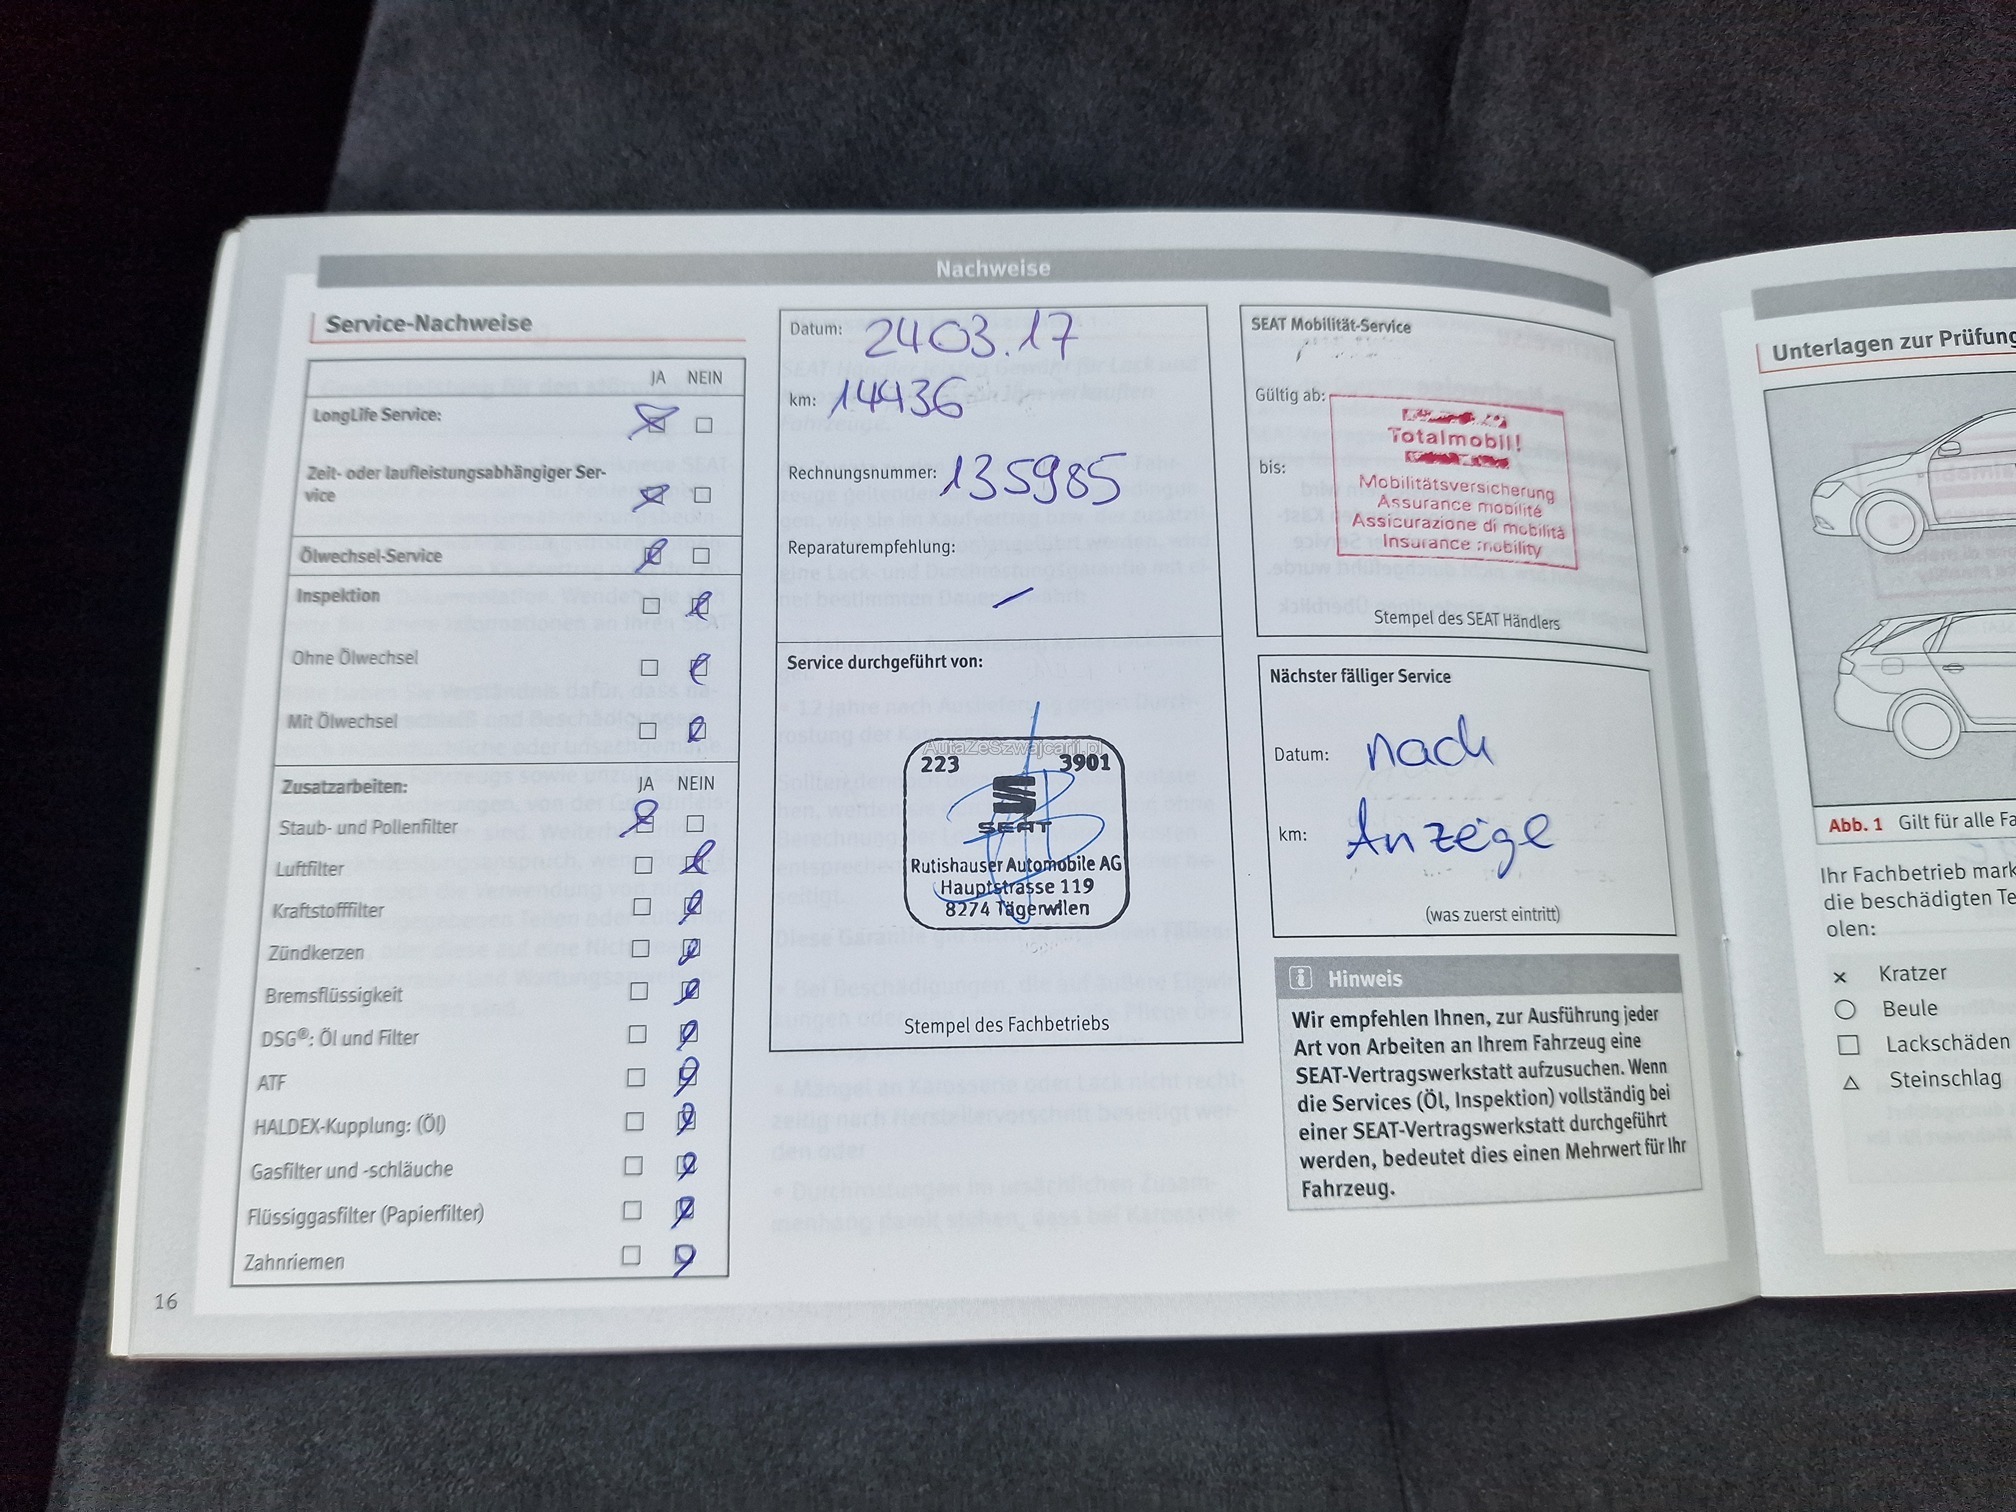 Nachweise
Service-Nachweise
JA NEIN
LongLife Service:
Zeit- oder laufleistungsabhängiger Ser-
vice
Ölwechsel-Service
Inspektion
Ohne Ölwechsel
Mit Ölwechsel
Zusatzarbeiten: JA NEIN
Staub- und Pollenfilter
Luftfilter
Kraftstofffilter
Zündkerzen
Bremsflüssigkeit
DSG®: Öl und Filter
ATF
HALDEX-Kupplung: (Öl)
Gasfilter und -schläuche
Flüssiggasfilter (Papierfilter)
Zahnriemen
16
Datum: 24.03.17
km: 14436
Rechnungsnummer: 135985
Reparaturempfehlung:
Service durchgeführt von:
AutaZeSzwajcarii.pl
223 3901
SEAT
Rutishauser Automobile AG
Hauptstrasse 119
8274 Tägerwilen
Stempel des Fachbetriebs
SEAT Mobilität-Service
Gültig ab:
bis:
Totalmobil!
Mobilitätsversicherung
Assurance mobilité
Assicurazione di mobilità
Insurance mobility
Stempel des SEAT Händlers
Nächster fälliger Service
Datum: nach
km: Anzeige
(was zuerst eintritt)
Hinweis
Wir empfehlen Ihnen, zur Ausführung jeder
Art von Arbeiten an Ihrem Fahrzeug eine
SEAT-Vertragswerkstatt aufzusuchen. Wenn
die Services (Öl, Inspektion) vollständig bei
einer SEAT-Vertragswerkstatt durchgeführt
werden, bedeutet dies einen Mehrwert für Ihr
Fahrzeug.
Unterlagen zur Prüfung
Abb. 1 Gilt für alle Fa
Ihr Fachbetrieb mark
die beschädigten Te
olen:
Kratzer
Beule
Lackschäden
Steinschlag